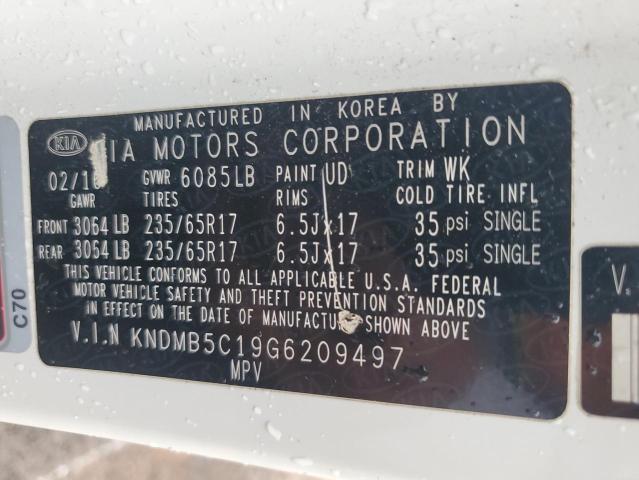 MANUFACTURED IN KOREA BY
KIA KIA MOTORS CORPORATION
02/16 GVWR 6085LB PAINT UD TRIM WK
GAWR TIRES RIMS COLD TIRE INFL
FRONT 3064 LB 235/65R17 6.5J×17 35 psi SINGLE
REAR 3064 LB 235/65R17 6.5J×17 35 psi SINGLE
THIS VEHICLE CONFORMS TO ALL APPLICABLE U.S.A. FEDERAL
MOTOR VEHICLE SAFETY AND THEFT PREVENTION STANDARDS
IN EFFECT ON THE DATE OF MANUFACTURE SHOWN ABOVE.
V.I.N KNDMB5C19G6209497
MPV
C70
V.